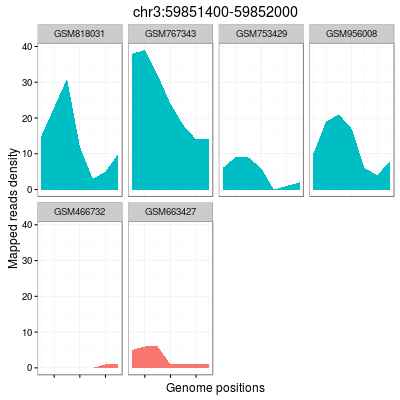 chr3:59851400-59852000
GSM818031 GSM767343 GSM753429 GSM956008
40
30
20
10
0
GSM466732 GSM663427
40
30
20
10
0
Mapped reads density
Genome positions